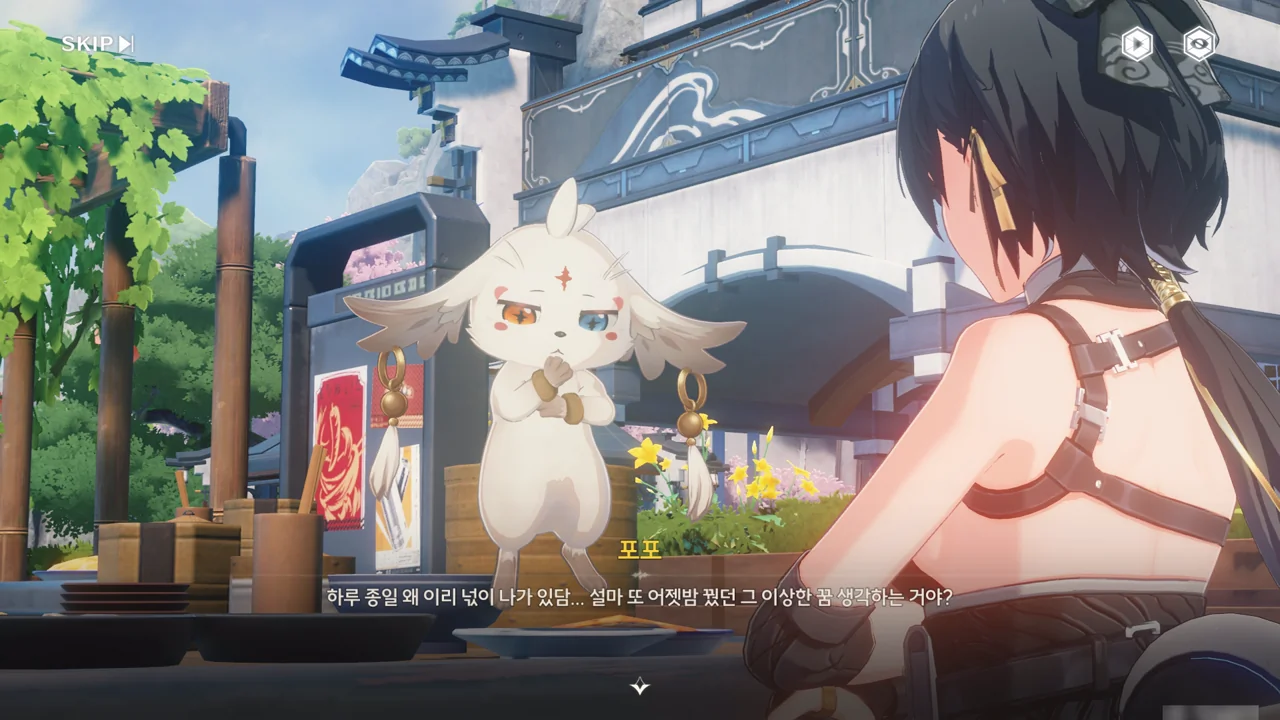 SKIP
포포
하루 종일 왜 이리 넋이 나가 있담... 설마 또 어젯밤 꿨던 그 이상한 꿈 생각하는 거야?